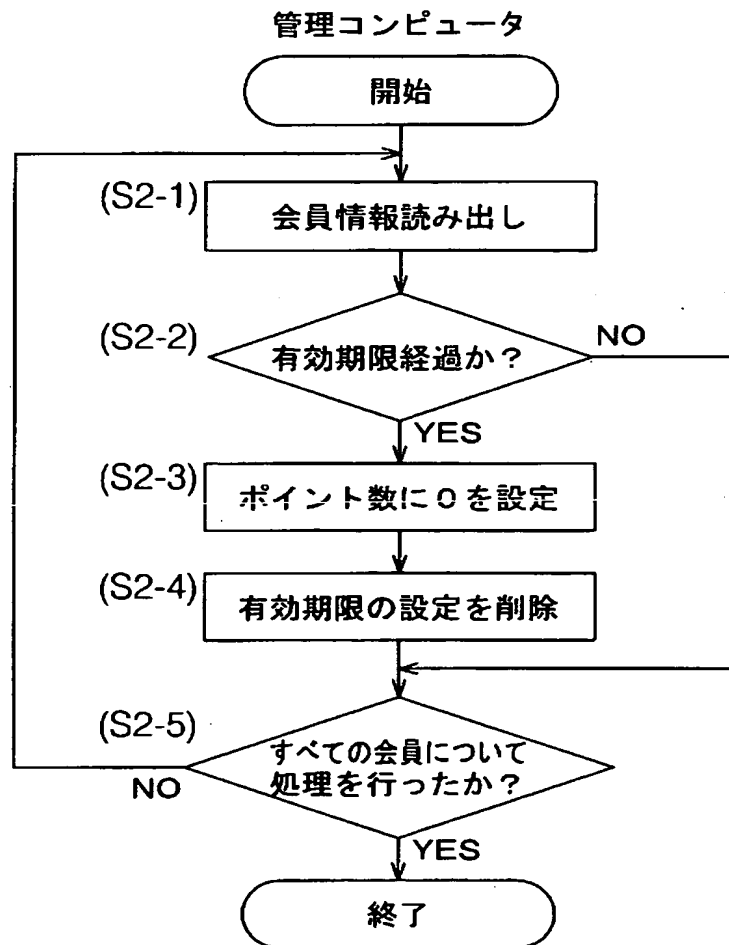 管理コンピュータ
開始
(S2-1)
会員情報読み出し
(S2-2)
有効期限経過か?
NO
YES
(S2-3)
ポイント数に0を設定
(S2-4)
有効期限の設定を削除
(S2-5)
すべての会員について
処理を行ったか?
NO
YES
終了